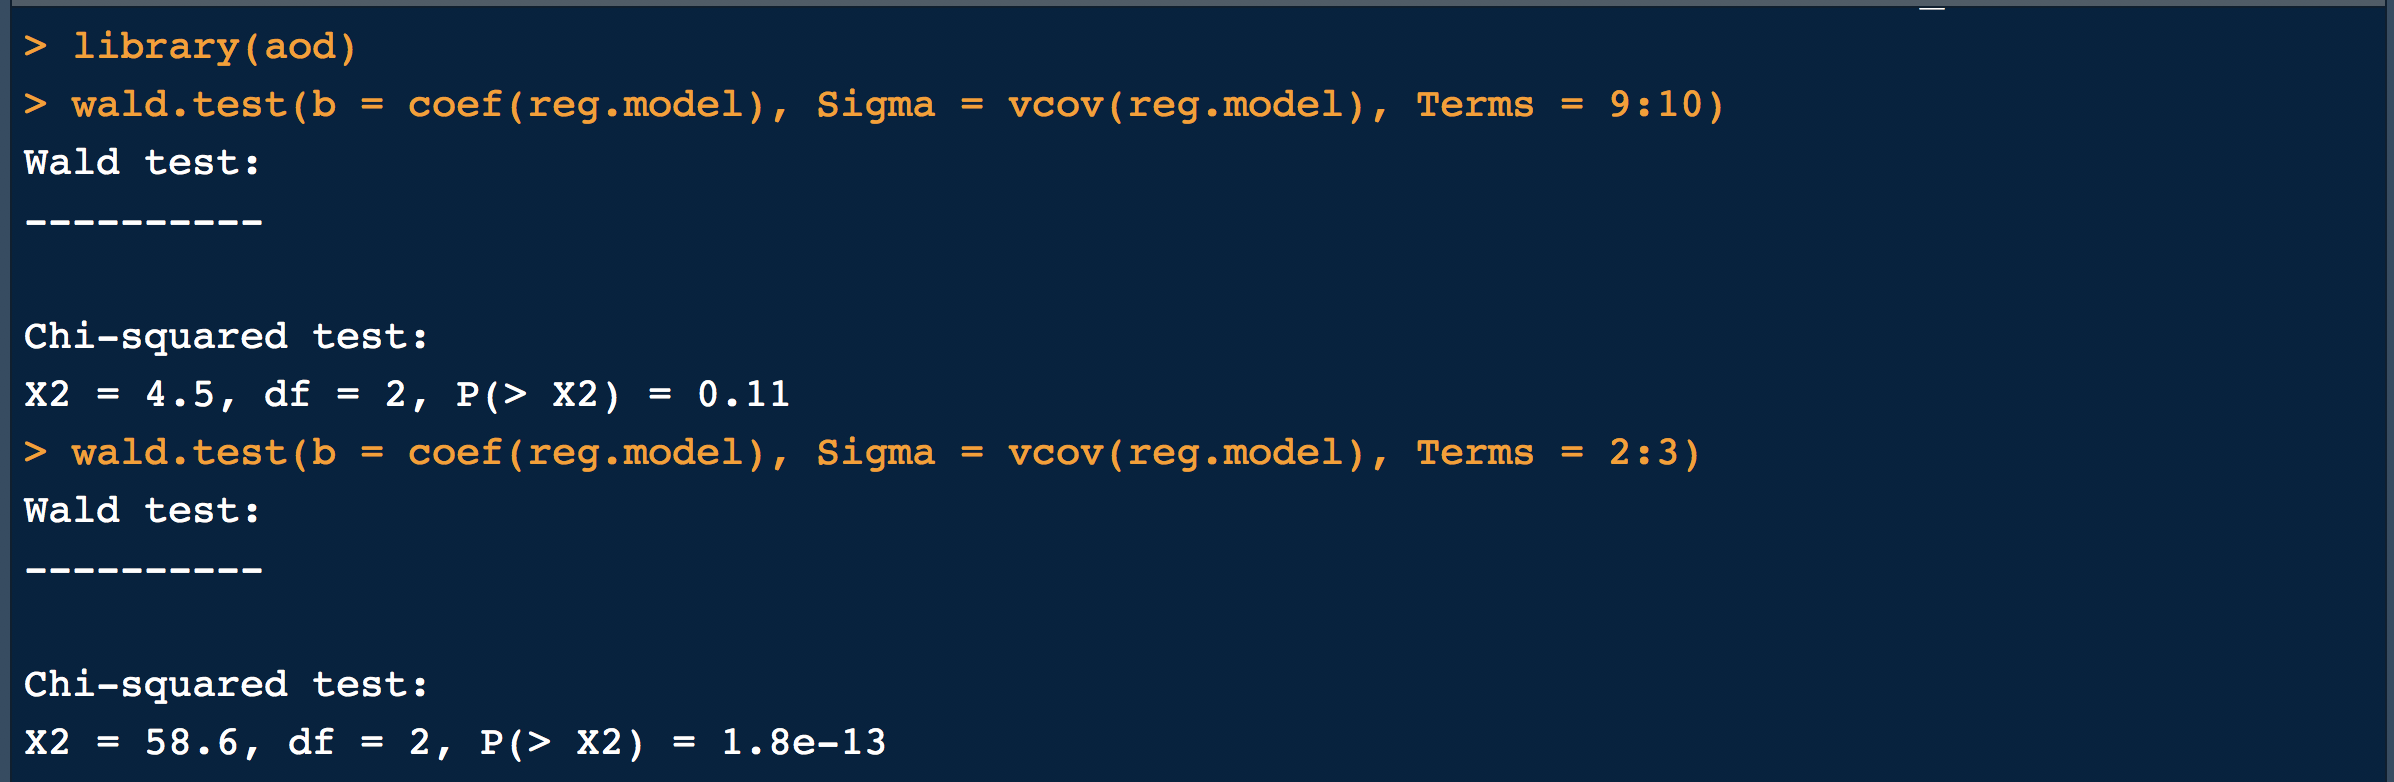 > library(aod)
> wald.test(b = coef(reg.model), Sigma = vcov(reg.model), Terms = 9:10)
Wald test:
----------
Chi-squared test:
X2 = 4.5, df = 2, P(> X2) = 0.11
> wald.test(b = coef(reg.model), Sigma = vcov(reg.model), Terms = 2:3)
Wald test:
----------
Chi-squared test:
X2 = 58.6, df = 2, P(> X2) = 1.8e-13